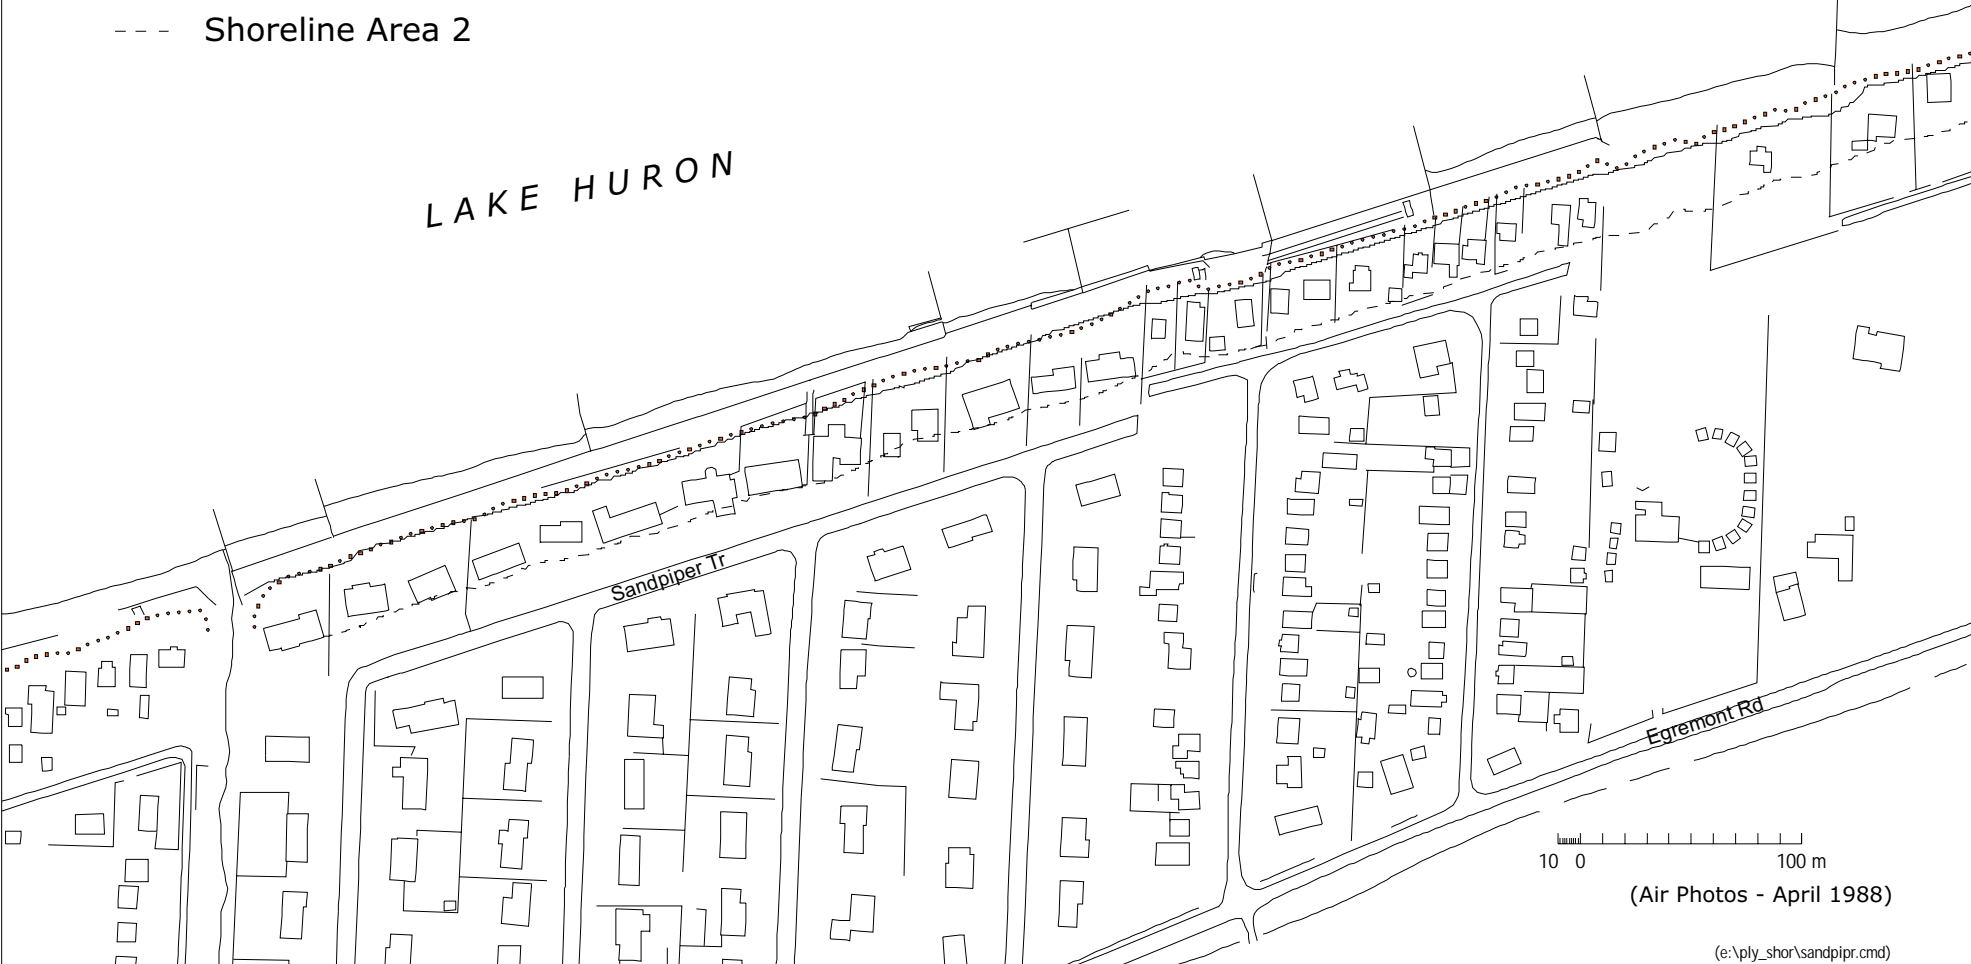 Shoreline Area 2
LAKE HURON
Sandpiper Tr
Egremont Rd
10 0 100 m
(Air Photos - April 1988)
(e:\ply_shor\sandpipr.cmd)